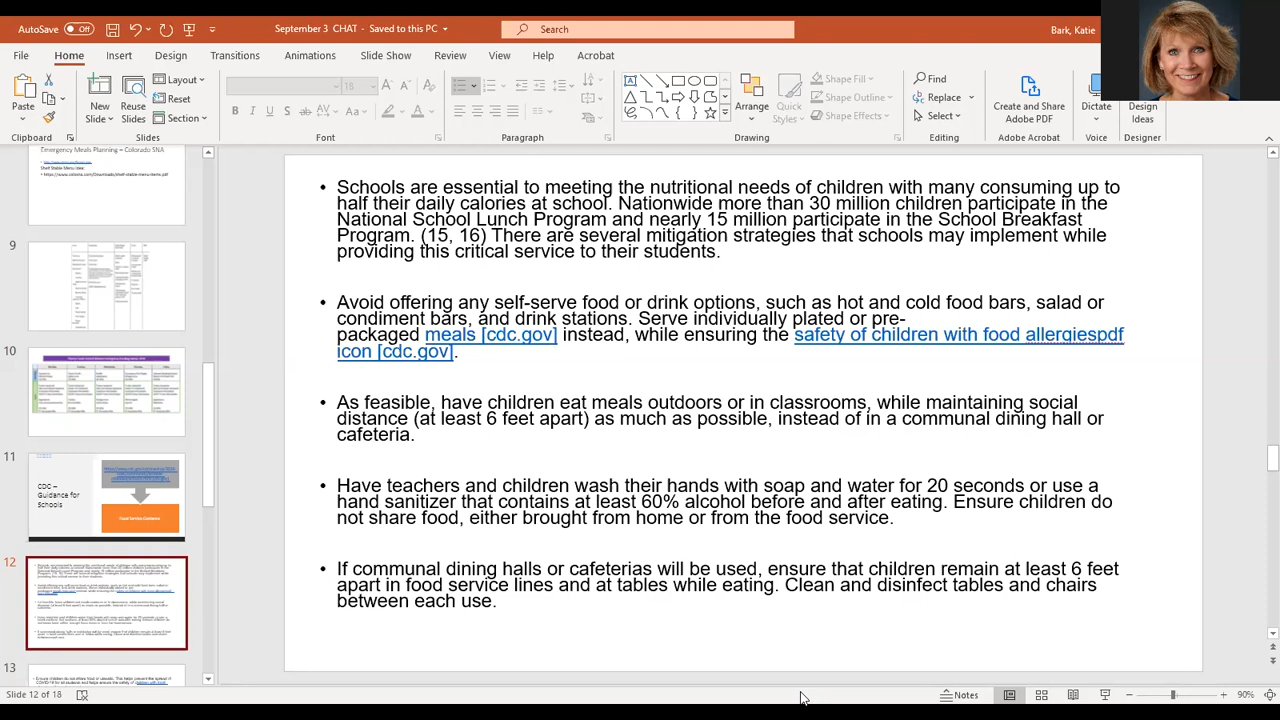 AutoSave Off September 3 CHAT - Saved to this PC Search Bark, Katie
File Home Insert Design Transitions Animations Slide Show Review View Help Acrobat
Paste
Clipboard
New Slide
Reuse Slides
Layout
Reset
Section
Slides
18
Font
Paragraph
Arrange
Quick Styles
Shape Fill
Shape Outline
Shape Effects
Drawing
Find
Replace
Select
Editing
Create and Share Adobe PDF
Adobe Acrobat
Dictate
Voice
Design Ideas
Designer
Emergency Meals Planning – Colorado SNA
Shelf Stable Menu Idea:
9
10
11
CDC –
Guidance for
Schools
Food Service Guidance
12
13
• Schools are essential to meeting the nutritional needs of children with many consuming up to
half their daily calories at school. Nationwide more than 30 million children participate in the
National School Lunch Program and nearly 15 million participate in the School Breakfast
Program. (15, 16) There are several mitigation strategies that schools may implement while
providing this critical service to their students.
• Avoid offering any self-serve food or drink options, such as hot and cold food bars, salad or
condiment bars, and drink stations. Serve individually plated or pre-
packaged meals [cdc.gov] instead, while ensuring the safety of children with food allergiespdf
icon [cdc.gov].
• As feasible, have children eat meals outdoors or in classrooms, while maintaining social
distance (at least 6 feet apart) as much as possible, instead of in a communal dining hall or
cafeteria.
• Have teachers and children wash their hands with soap and water for 20 seconds or use a
hand sanitizer that contains at least 60% alcohol before and after eating. Ensure children do
not share food, either brought from home or from the food service.
• If communal dining halls or cafeterias will be used, ensure that children remain at least 6 feet
apart in food service lines and at tables while eating. Clean and disinfect tables and chairs
between each use.
Slide 12 of 18 Notes 90%